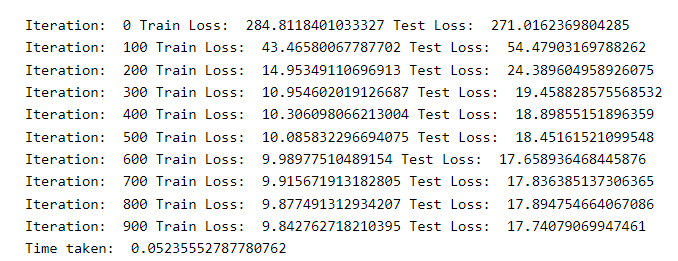 Iteration:  0 Train Loss:  284.8118401033327 Test Loss:  271.0162369804285
Iteration:  100 Train Loss:  43.46580067787702 Test Loss:  54.47903169788262
Iteration:  200 Train Loss:  14.95349110696913 Test Loss:  24.389604958926075
Iteration:  300 Train Loss:  10.954602019126687 Test Loss:  19.458828575568532
Iteration:  400 Train Loss:  10.306098066213004 Test Loss:  18.89855151896359
Iteration:  500 Train Loss:  10.085832296694075 Test Loss:  18.45161521099548
Iteration:  600 Train Loss:  9.98977510489154 Test Loss:  17.658936468445876
Iteration:  700 Train Loss:  9.915671913182805 Test Loss:  17.836385137306365
Iteration:  800 Train Loss:  9.877491312934207 Test Loss:  17.894754664067086
Iteration:  900 Train Loss:  9.842762718210395 Test Loss:  17.74079069947461
Time taken:  0.05235552787780762